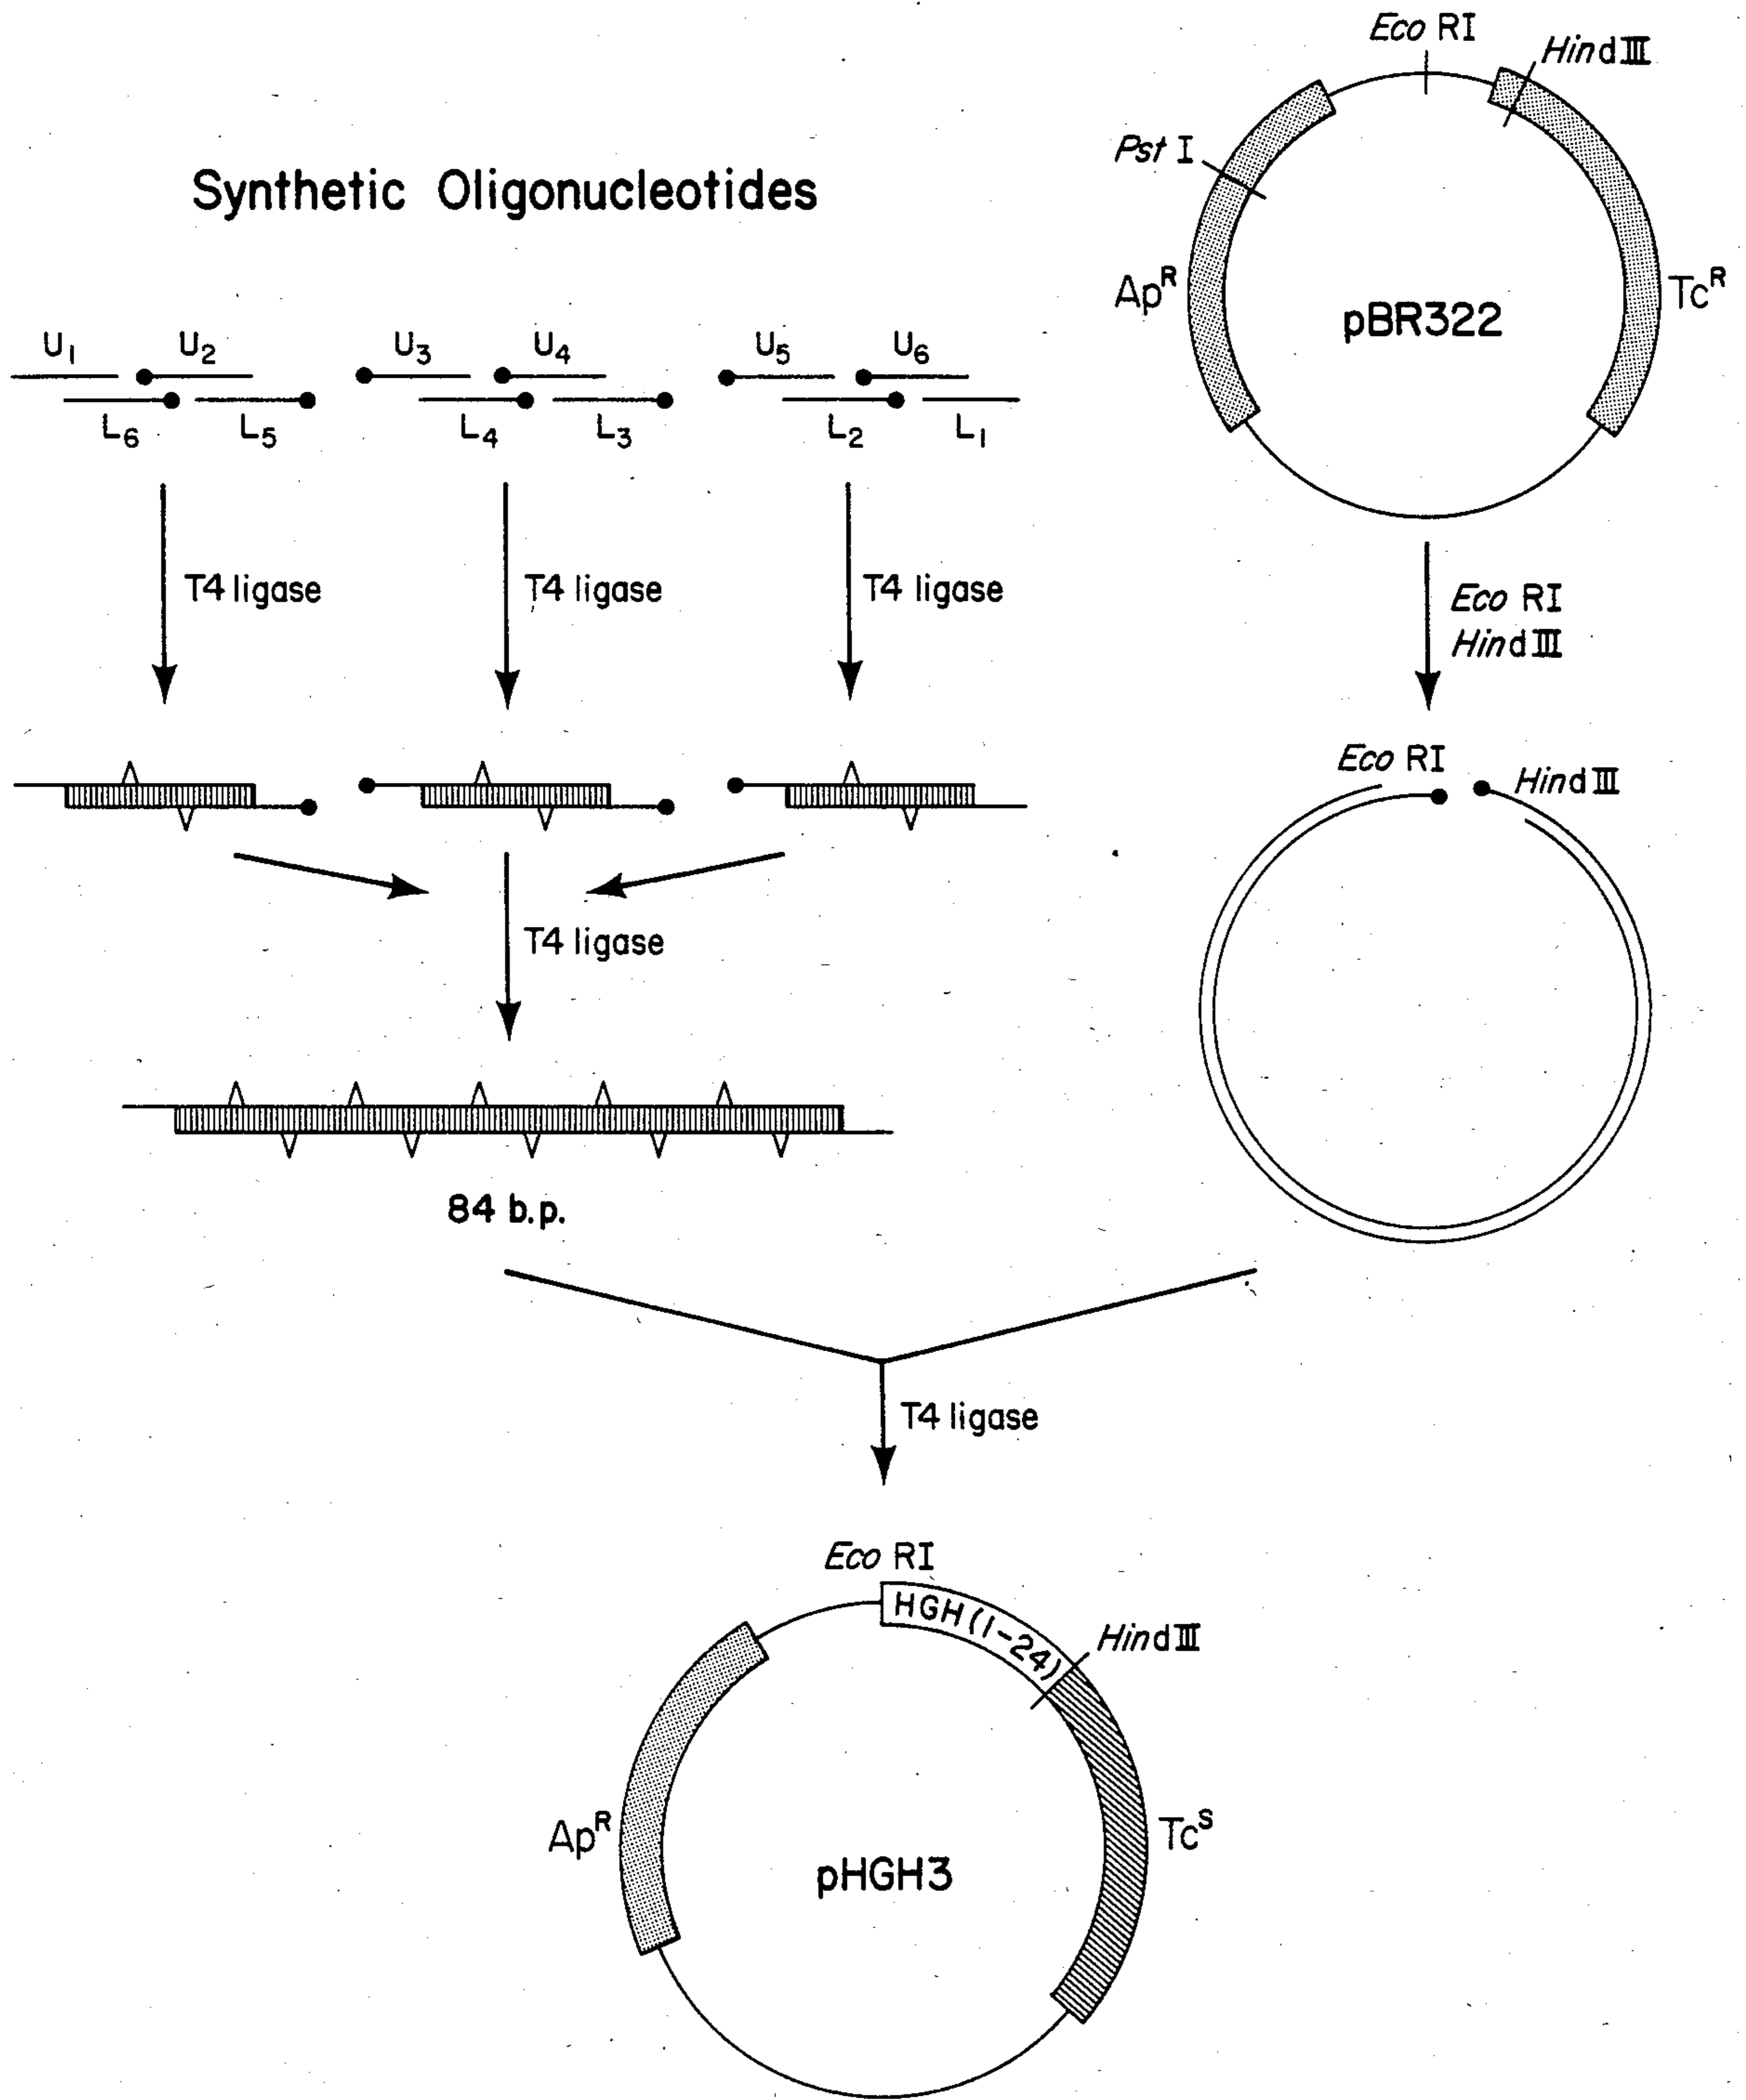 Synthetic Oligonucleotides
U₁ U₂ U₃ U₄ U₅ U₆
L₆ L₅ L₄ L₃ L₂ L₁
T4 ligase
T4 ligase
T4 ligase
T4 ligase
84 b.p.
Eco RI
Hind III
Pst I
Ap^R
pBR322
Tc^R
Eco RI
Hind III
Eco RI
Hind III
T4 ligase
Eco RI
HGH (1-24)
Hind III
Ap^R
pHGH3
Tc^S